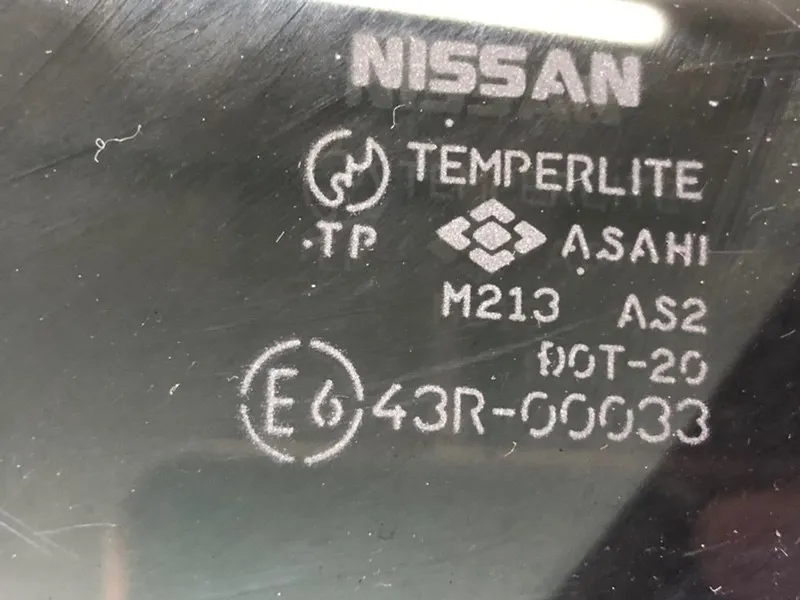 NISSAN
TEMPERLITE
TP ASAHI
M213 AS2
DOT-20
E6 43R-00033